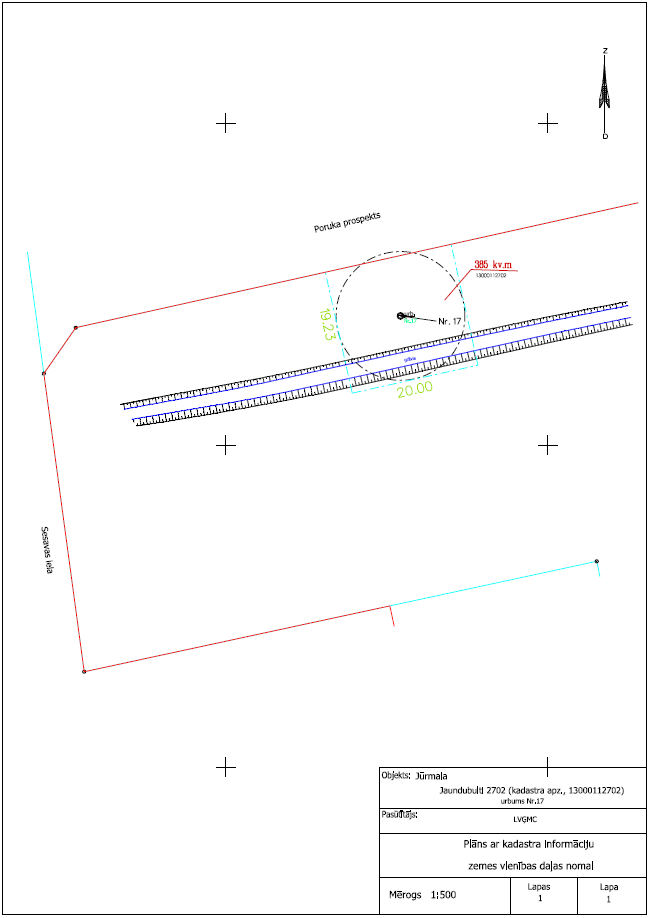 Z
D
Poruka prospekts
385 kv.m
13000112702
19.23
Nr. 17
20.00
Sesavas iela
Objekts: Jūrmala
Jaundubulti 2702 (kadastra apz., 13000112702)
urbums Nr.17
Pasūtītājs:
LVĢMC
Plāns ar kadastra informāciju
zemes vienības daļas nomai
Mērogs 1:500
Lapas
1
Lapa
1